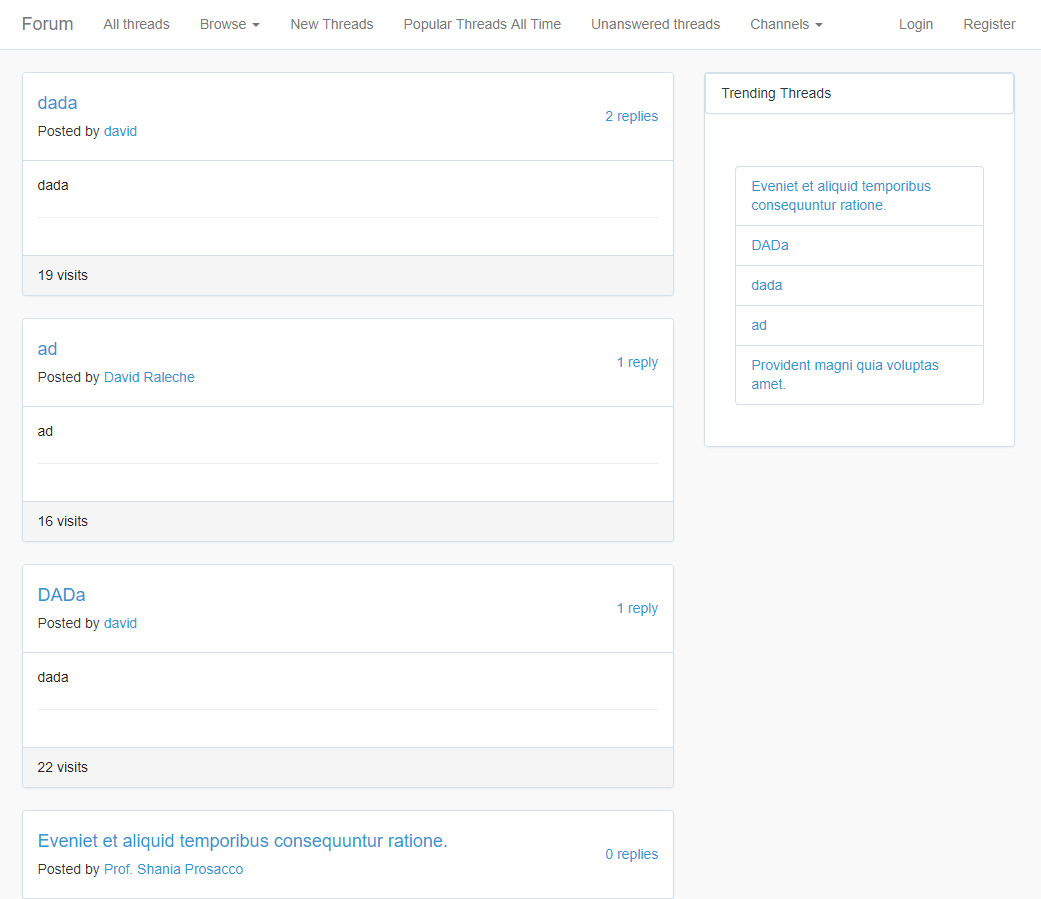 Forum All threads Browse New Threads Popular Threads All Time Unanswered threads Channels Login Register
dada
Posted by david
2 replies
dada
19 visits
ad
Posted by David Raleche
1 reply
ad
16 visits
DADa
Posted by david
1 reply
dada
22 visits
Eveniet et aliquid temporibus consequuntur ratione.
Posted by Prof. Shania Prosacco
0 replies
Trending Threads
Eveniet et aliquid temporibus
consequuntur ratione.
DADa
dada
ad
Provident magni quia voluptas
amet.